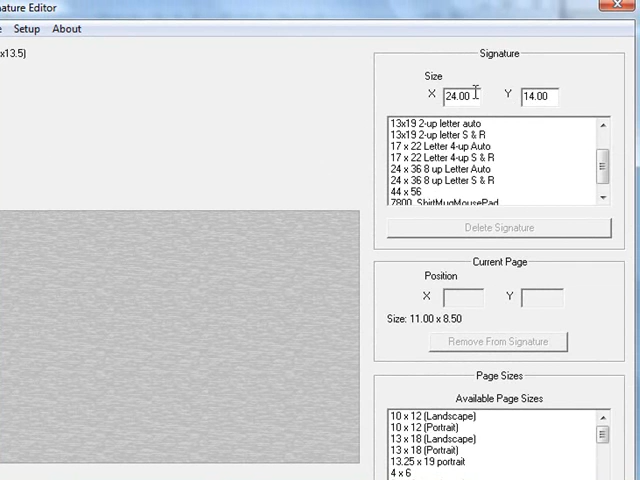 nature Editor
Setup About
x13.5)
Signature
Size
X 24.00 Y 14.00
13x19 2-up letter auto
13x19 2-up letter S & R
17 x 22 Letter 4-up Auto
17 x 22 Letter 4-up S & R
24 x 36 8 up Letter Auto
24 x 36 8 up Letter S & R
44 x 56
7800_ShirtMugMousePad
Delete Signature
Current Page
Position
X Y
Size: 11.00 x 8.50
Remove From Signature
Page Sizes
Available Page Sizes
10 x 12 (Landscape)
10 x 12 (Portrait)
13 x 18 (Landscape)
13 x 18 (Portrait)
13.25 x 19 portrait
4 x 6